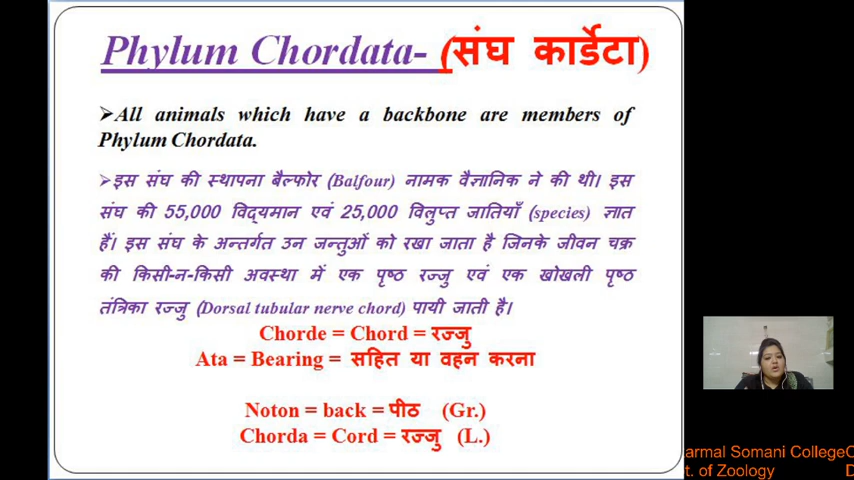 Phylum Chordata- (संघ कार्डेटा)
➢All animals which have a backbone are members of
Phylum Chordata.
➢इस संघ की स्थापना बैल्फोर (Balfour) नामक वैज्ञानिक ने की थी। इस
संघ की 55,000 विद्यमान एवं 25,000 विलुप्त जातियाँ (species) ज्ञात
हैं। इस संघ के अन्तर्गत उन जन्तुओं को रखा जाता है जिनके जीवन चक्र
की किसी-न-किसी अवस्था में एक पृष्ठ रज्जु एवं एक खोखली पृष्ठ
तंत्रिका रज्जु (Dorsal tubular nerve chord) पायी जाती है।
Chorde = Chord = रज्जु
Ata = Bearing = सहित या वहन करना
Noton = back = पीठ (Gr.)
Chorda = Cord = रज्जु (L.)
armal Somani CollegeC
t. of Zoology D